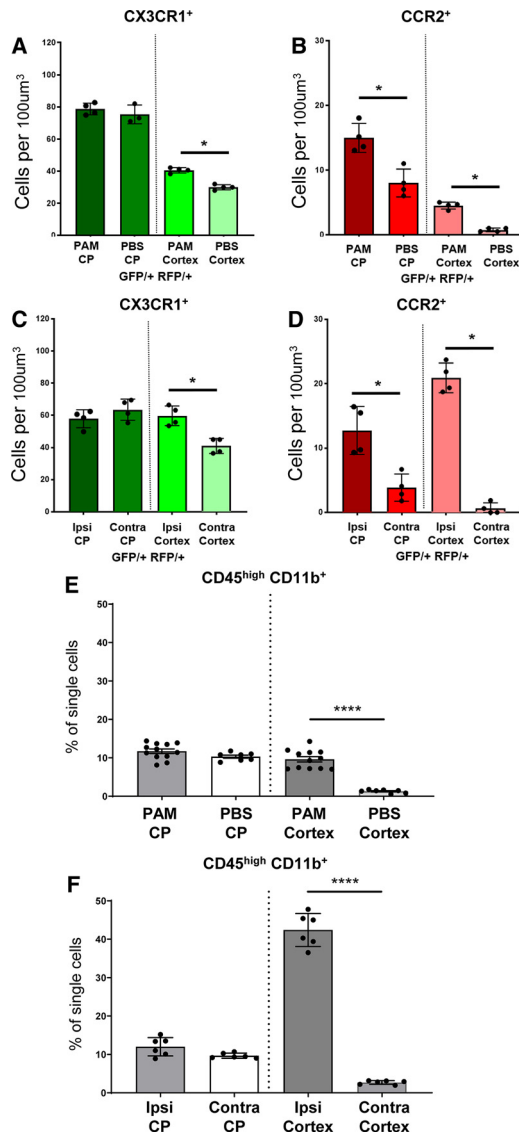 A
CX3CR1⁺
Cells per 100um³
120
100
80
60
40
20
0
*
PAM CP
PBS CP
PAM Cortex
PBS Cortex
GFP/+ RFP/+
B
CCR2⁺
Cells per 100um³
30
20
10
0
*
*
PAM CP
PBS CP
PAM Cortex
PBS Cortex
GFP/+ RFP/+
C
CX3CR1⁺
Cells per 100um³
120
100
80
60
40
20
0
*
Ipsi CP
Contra CP
Ipsi Cortex
Contra Cortex
GFP/+ RFP/+
D
CCR2⁺
Cells per 100um³
30
20
10
0
*
*
Ipsi CP
Contra CP
Ipsi Cortex
Contra Cortex
GFP/+ RFP/+
E
CD45ʰⁱᵍʰ CD11b⁺
% of single cells
50
40
30
20
10
0
****
PAM CP
PBS CP
PAM Cortex
PBS Cortex
F
CD45ʰⁱᵍʰ CD11b⁺
% of single cells
50
40
30
20
10
0
****
Ipsi CP
Contra CP
Ipsi Cortex
Contra Cortex